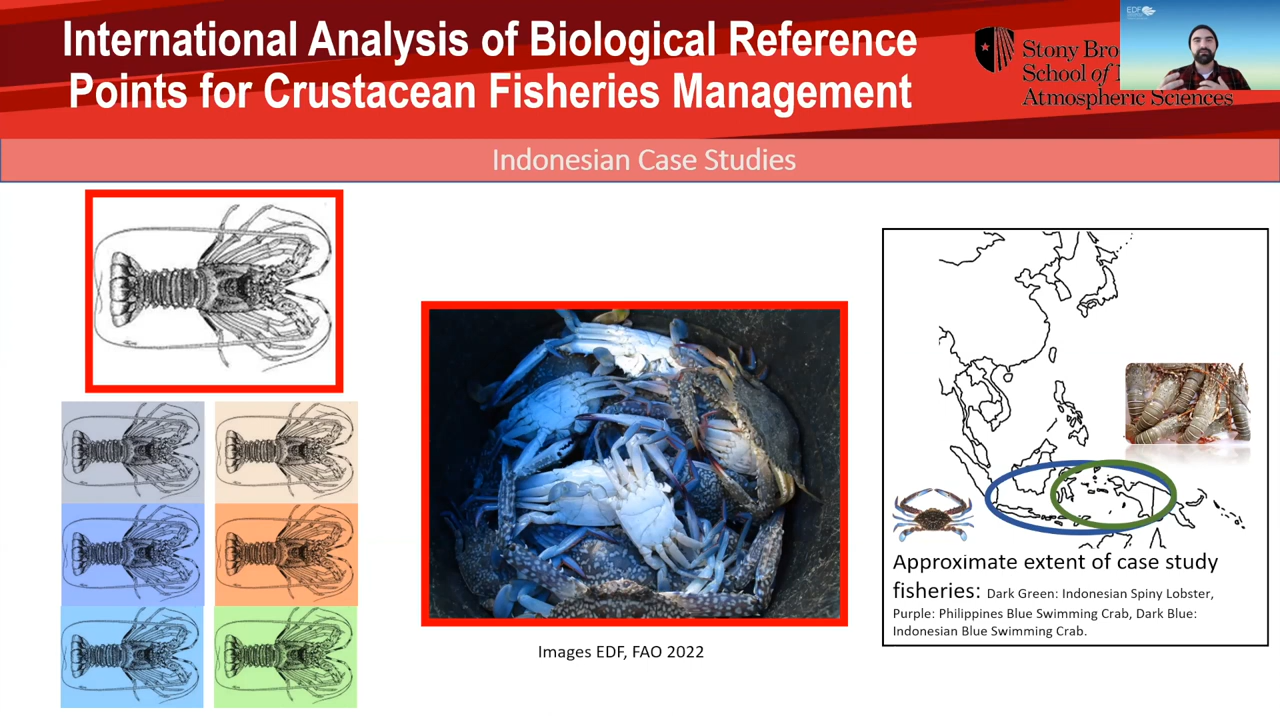 International Analysis of Biological Reference
Points for Crustacean Fisheries Management
Stony
School of
Atmospheric Sciences
EDF
Indonesian Case Studies
Approximate extent of case study
fisheries: Dark Green: Indonesian Spiny Lobster,
Purple: Philippines Blue Swimming Crab, Dark Blue:
Indonesian Blue Swimming Crab.
Images EDF, FAO 2022